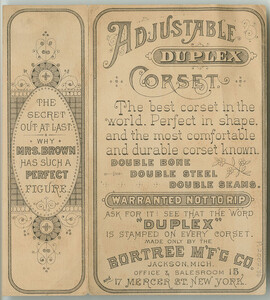 THE
SECRET
OUT AT LAST
WHY
MRS. BROWN
HAS SUCH A
PERFECT
FIGURE.
ADJUSTABLE
DUPLEX
CORSET.
The best corset in the
world. Perfect in shape,
and the most comfortable
and durable corset known.
DOUBLE BONE
DOUBLE STEEL
DOUBLE SEAMS.
WARRANTED NOT TO RIP
ASK FOR IT: SEE THAT THE WORD
"DUPLEX"
IS STAMPED ON EVERY CORSET.
MADE ONLY BY THE
BORTREE M'F'G CO.
JACKSON, MICH.
OFFICE & SALESROOM 15,
17 MERCER ST. NEW YORK.